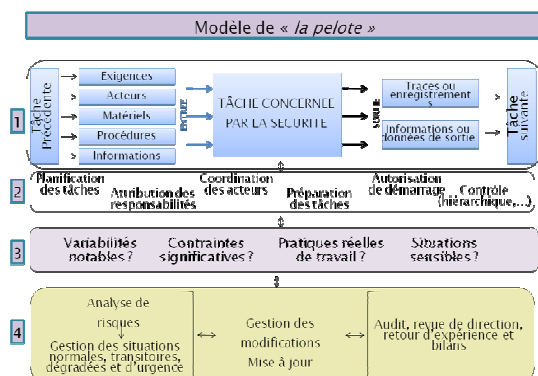 Modèle de « la pelote »
1
Tâche
Précédente
Exigences
Acteurs
Matériels
Procédures
Informations
ENTREE
TÂCHE CONCERNEE
PAR LA SECURITE
SORTIE
Traces ou
enregistrement
s
Informations ou
données de sortie
Tâche
suivante
2
Planification
des tâches
Attribution des
responsabilités
Coordination
des acteurs
Préparation
des tâches
Autorisation
de démarrage
Contrôle
(hiérarchique,...)
3
Variabilités
notables ?
Contraintes
significatives ?
Pratiques réelles
de travail ?
Situations
sensibles ?
4
Analyse de
risques
Gestion des situations
normales, transitoires,
dégradées et d'urgence
Gestion des
modifications
Mise à jour
Audit, revue de direction,
retour d'expérience et
bilans